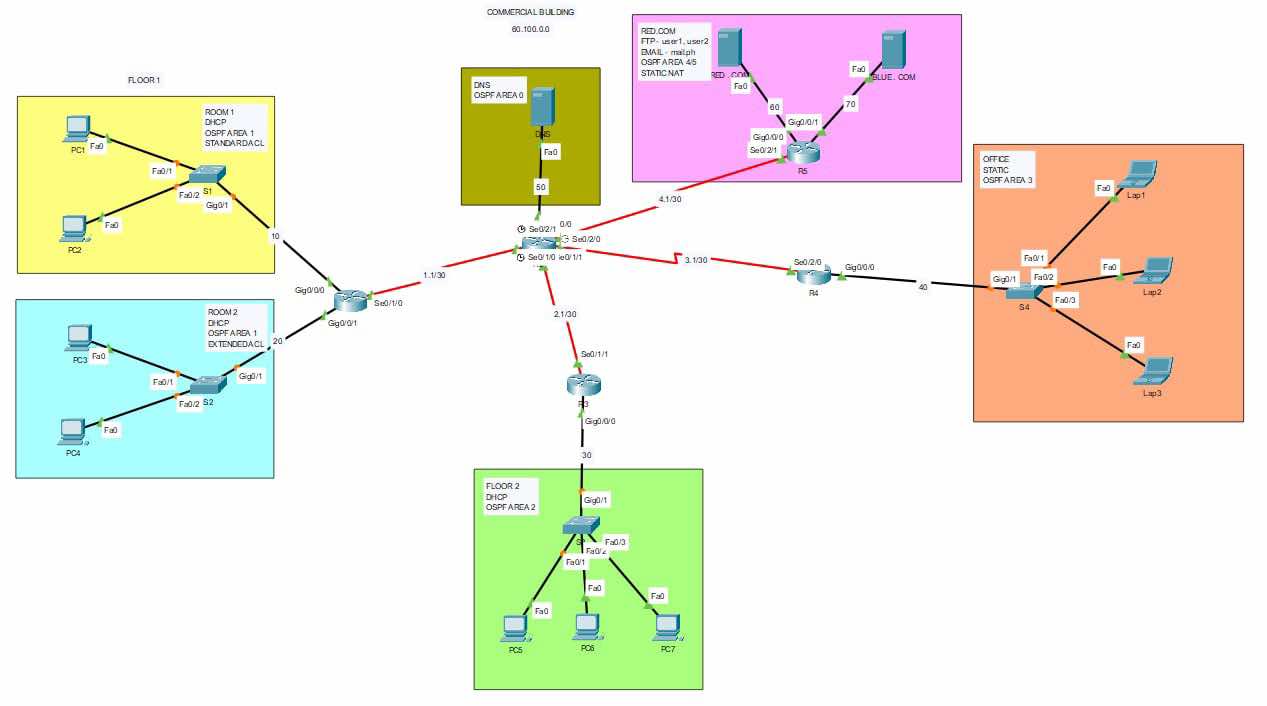 COMMERCIAL BUILDING
60.100.0.0
FLOOR 1
ROOM 1
DHCP
OSPF AREA 1
STANDARD ACL
PC1
Fa0
Fa0/1
S1
Fa0/2
Gig0/1
Fa0
PC2
10
ROOM 2
DHCP
OSPF AREA 1
EXTENDED ACL
PC3
Fa0
Fa0/1
Gig0/1
S2
Fa0/2
Fa0
PC4
20
Gig0/0/0
Se0/1/0
Gig0/0/1
1.1/30
DNS
OSPF AREA 0
DNS
Fa0
50
Se0/2/1
0/0
Se0/2/0
Se0/1/0
0/1/1
4.1/30
3.1/30
2.1/30
RED.COM
FTP - user1, user2
EMAIL - mail.ph
OSPF AREA 4/5
STATIC NAT
RED . COM
Fa0
Fa0
BLUE . COM
60
70
Gig0/0/1
Gig0/0/0
Se0/2/1
R5
Se0/2/0
Gig0/0/0
R4
40
OFFICE
STATIC
OSPF AREA 3
Fa0
Lap1
Fa0/1
Gig0/1
Fa0/2
Fa0
Fa0/3
S4
Lap2
Fa0
Lap3
Se0/1/1
R3
Gig0/0/0
30
FLOOR 2
DHCP
OSPF AREA 2
Gig0/1
Fa0/3
Fa0/2
Fa0/1
Fa0
Fa0
Fa0
PC5
PC6
PC7